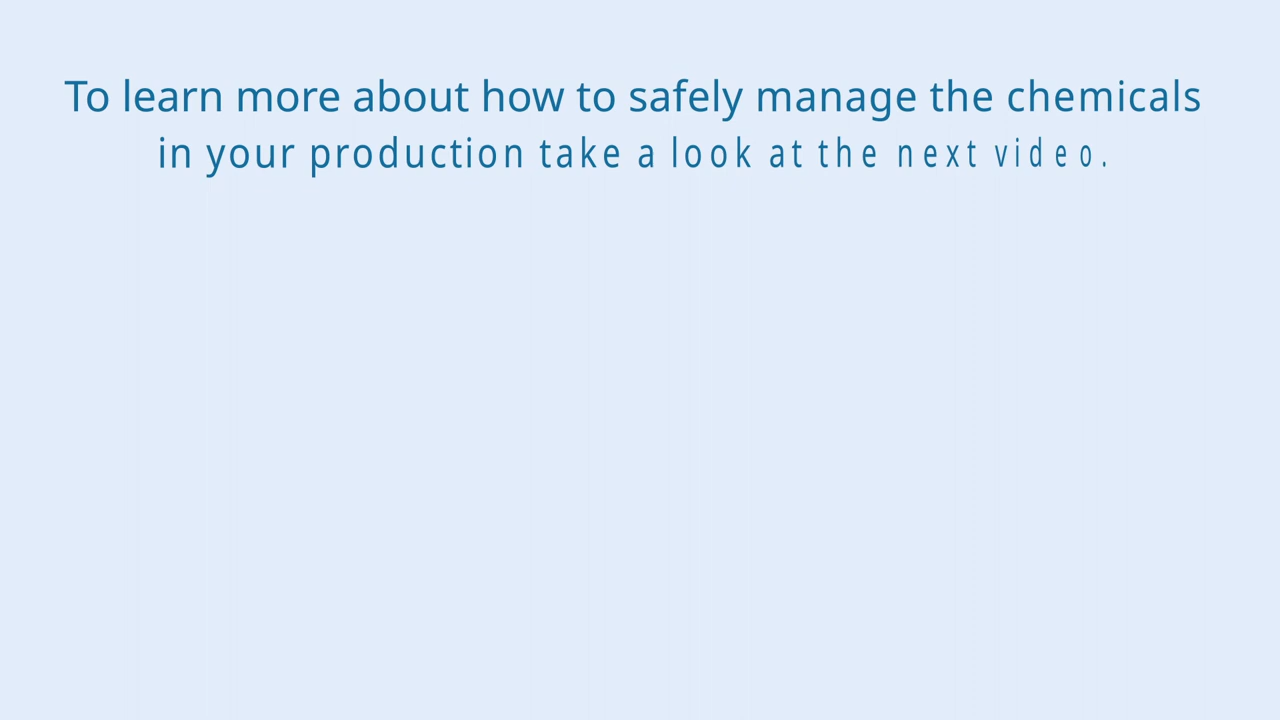 To learn more about how to safely manage the chemicals
in your production take a look at the next video.